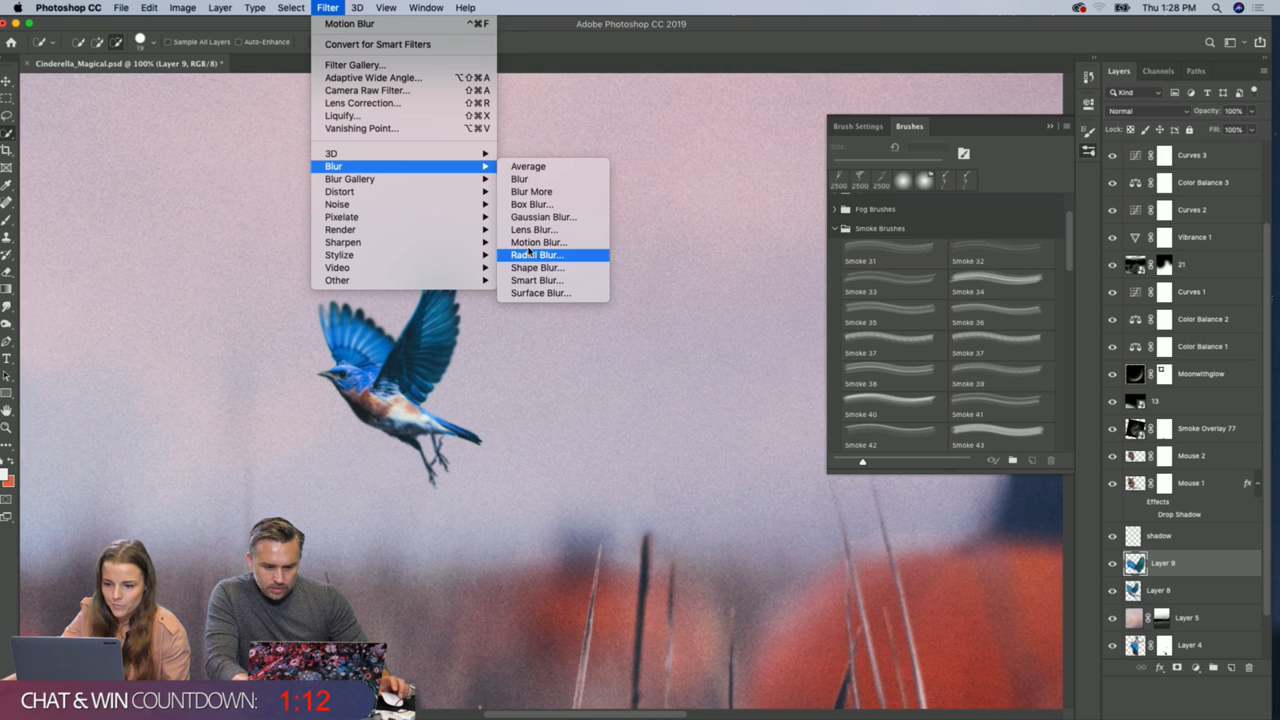 Photoshop CC File Edit Image Layer Type Select Filter 3D View Window Help Thu 1:28 PM
Adobe Photoshop CC 2019
Sample All Layers Auto-Enhance
19
× Cinderella_Magical.psd @ 100% (Layer 9, RGB/8) *
Motion Blur ⌃⌘F
Convert for Smart Filters
Filter Gallery...
Adaptive Wide Angle... ⌥⇧⌘A
Camera Raw Filter... ⇧⌘A
Lens Correction... ⇧⌘R
Liquify... ⇧⌘X
Vanishing Point... ⌥⌘V
3D
Blur
Blur Gallery
Distort
Noise
Pixelate
Render
Sharpen
Stylize
Video
Other
Average
Blur
Blur More
Box Blur...
Gaussian Blur...
Lens Blur...
Motion Blur...
Radial Blur...
Shape Blur...
Smart Blur...
Surface Blur...
Brush Settings Brushes
Size:
2500 2500 2500
Fog Brushes
Smoke Brushes
Smoke 31 Smoke 32
Smoke 33 Smoke 34
Smoke 35 Smoke 36
Smoke 37 Smoke 37
Smoke 38 Smoke 39
Smoke 40 Smoke 41
Smoke 42 Smoke 43
Layers Channels Paths
Kind
Normal Opacity: 100%
Lock: Fill: 100%
Curves 3
Color Balance 3
Curves 2
Vibrance 1
21
Curves 1
Color Balance 2
Color Balance 1
Moonwithglow
13
Smoke Overlay 77
Mouse 2
Mouse 1 fx
Effects
Drop Shadow
shadow
Layer 9
Layer 8
Layer 5
Layer 4
fx
CHAT & WIN COUNTDOWN: 1:12